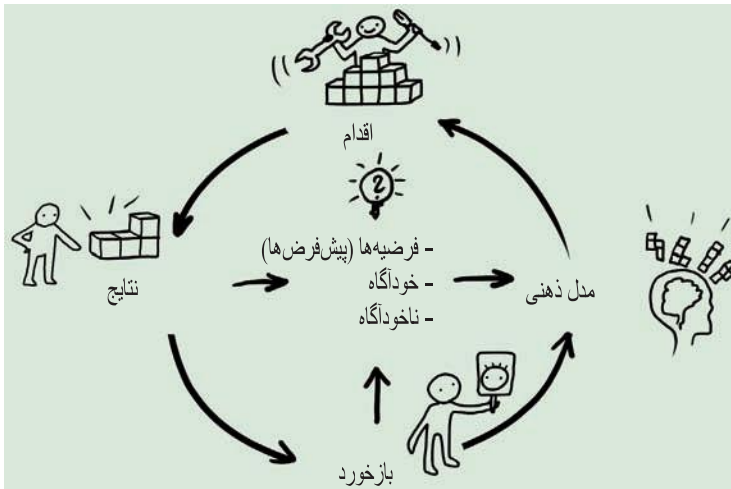 اقدام
?
- فرضیه‌ها (پیش‌فرض‌ها)
- خودآگاه
- ناخودآگاه
مدل ذهنی
نتایج
بازخورد